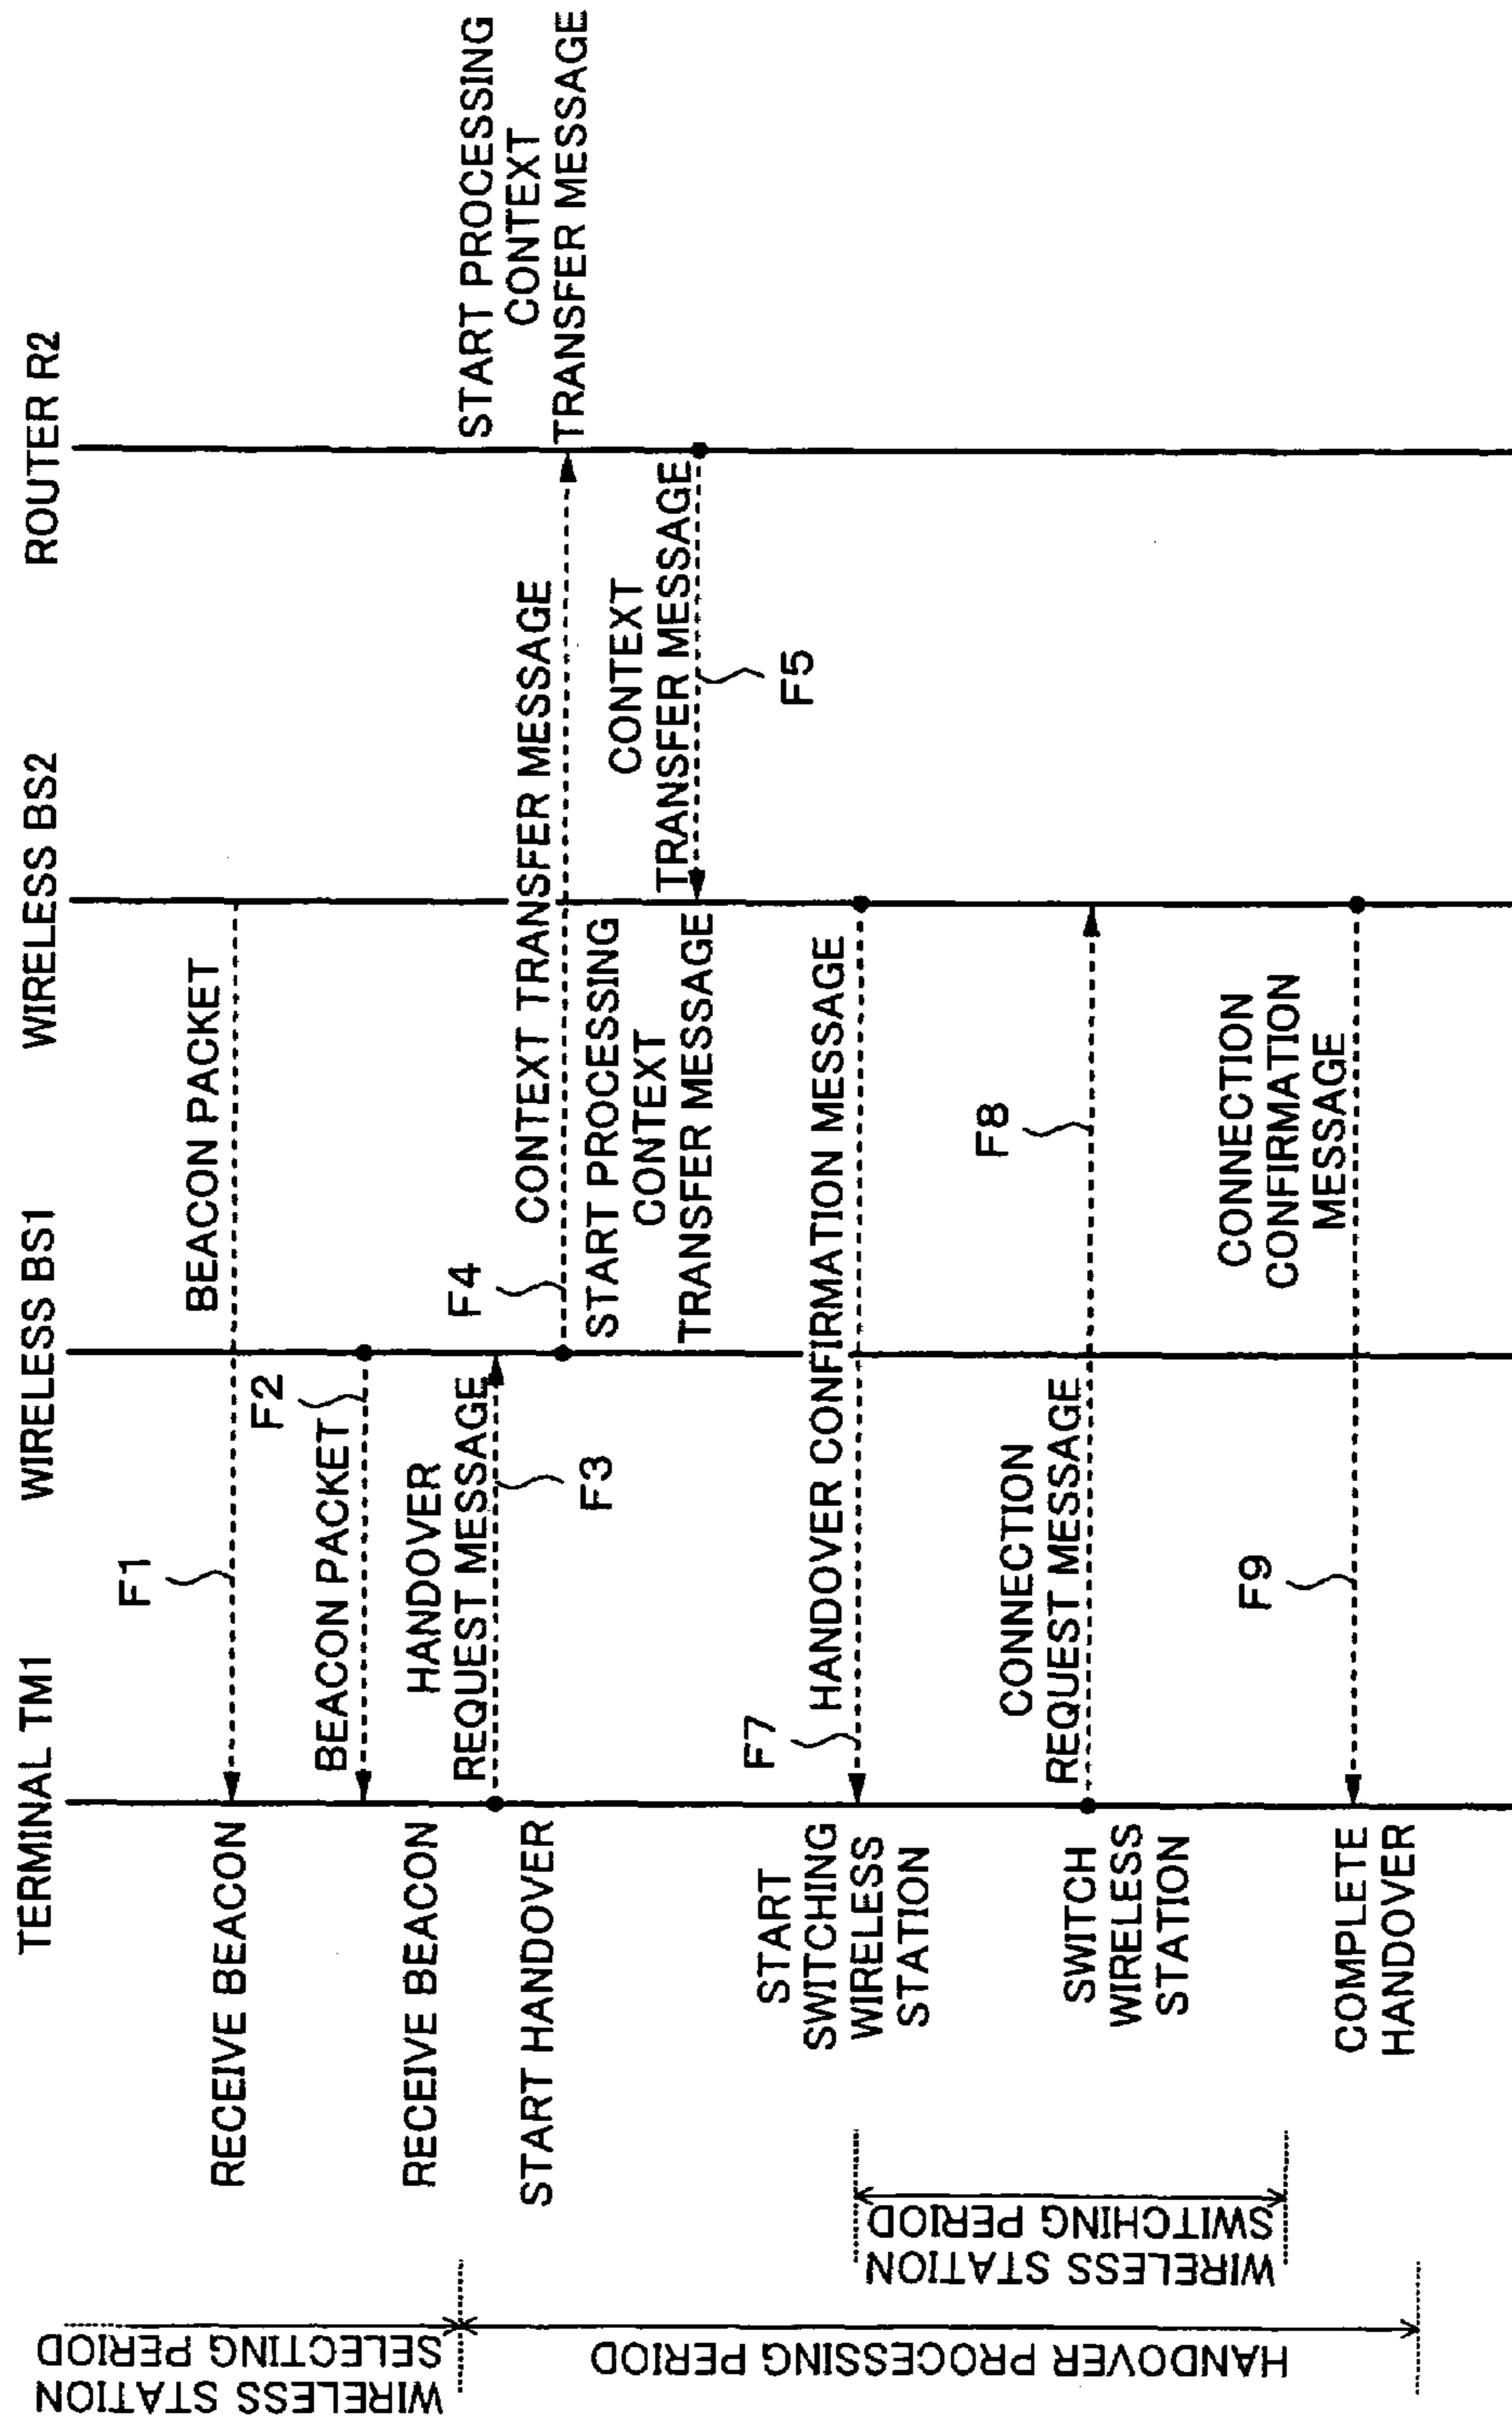 TERMINAL TM1
WIRELESS BS1
WIRELESS BS2
ROUTER R2
WIRELESS STATION
SELECTING PERIOD
RECEIVE BEACON
F1
BEACON PACKET
RECEIVE BEACON
BEACON PACKET
F2
START HANDOVER
HANDOVER
REQUEST MESSAGE
F3
F4
CONTEXT TRANSFER MESSAGE
START PROCESSING
CONTEXT
TRANSFER MESSAGE
START PROCESSING
CONTEXT
TRANSFER MESSAGE
CONTEXT
TRANSFER MESSAGE
F5
HANDOVER PROCESSING PERIOD
WIRELESS STATION
SWITCHING PERIOD
START
SWITCHING
WIRELESS
STATION
F7
HANDOVER CONFIRMATION MESSAGE
SWITCH
WIRELESS
STATION
CONNECTION
REQUEST MESSAGE
F8
COMPLETE
HANDOVER
F9
CONNECTION
CONFIRMATION
MESSAGE